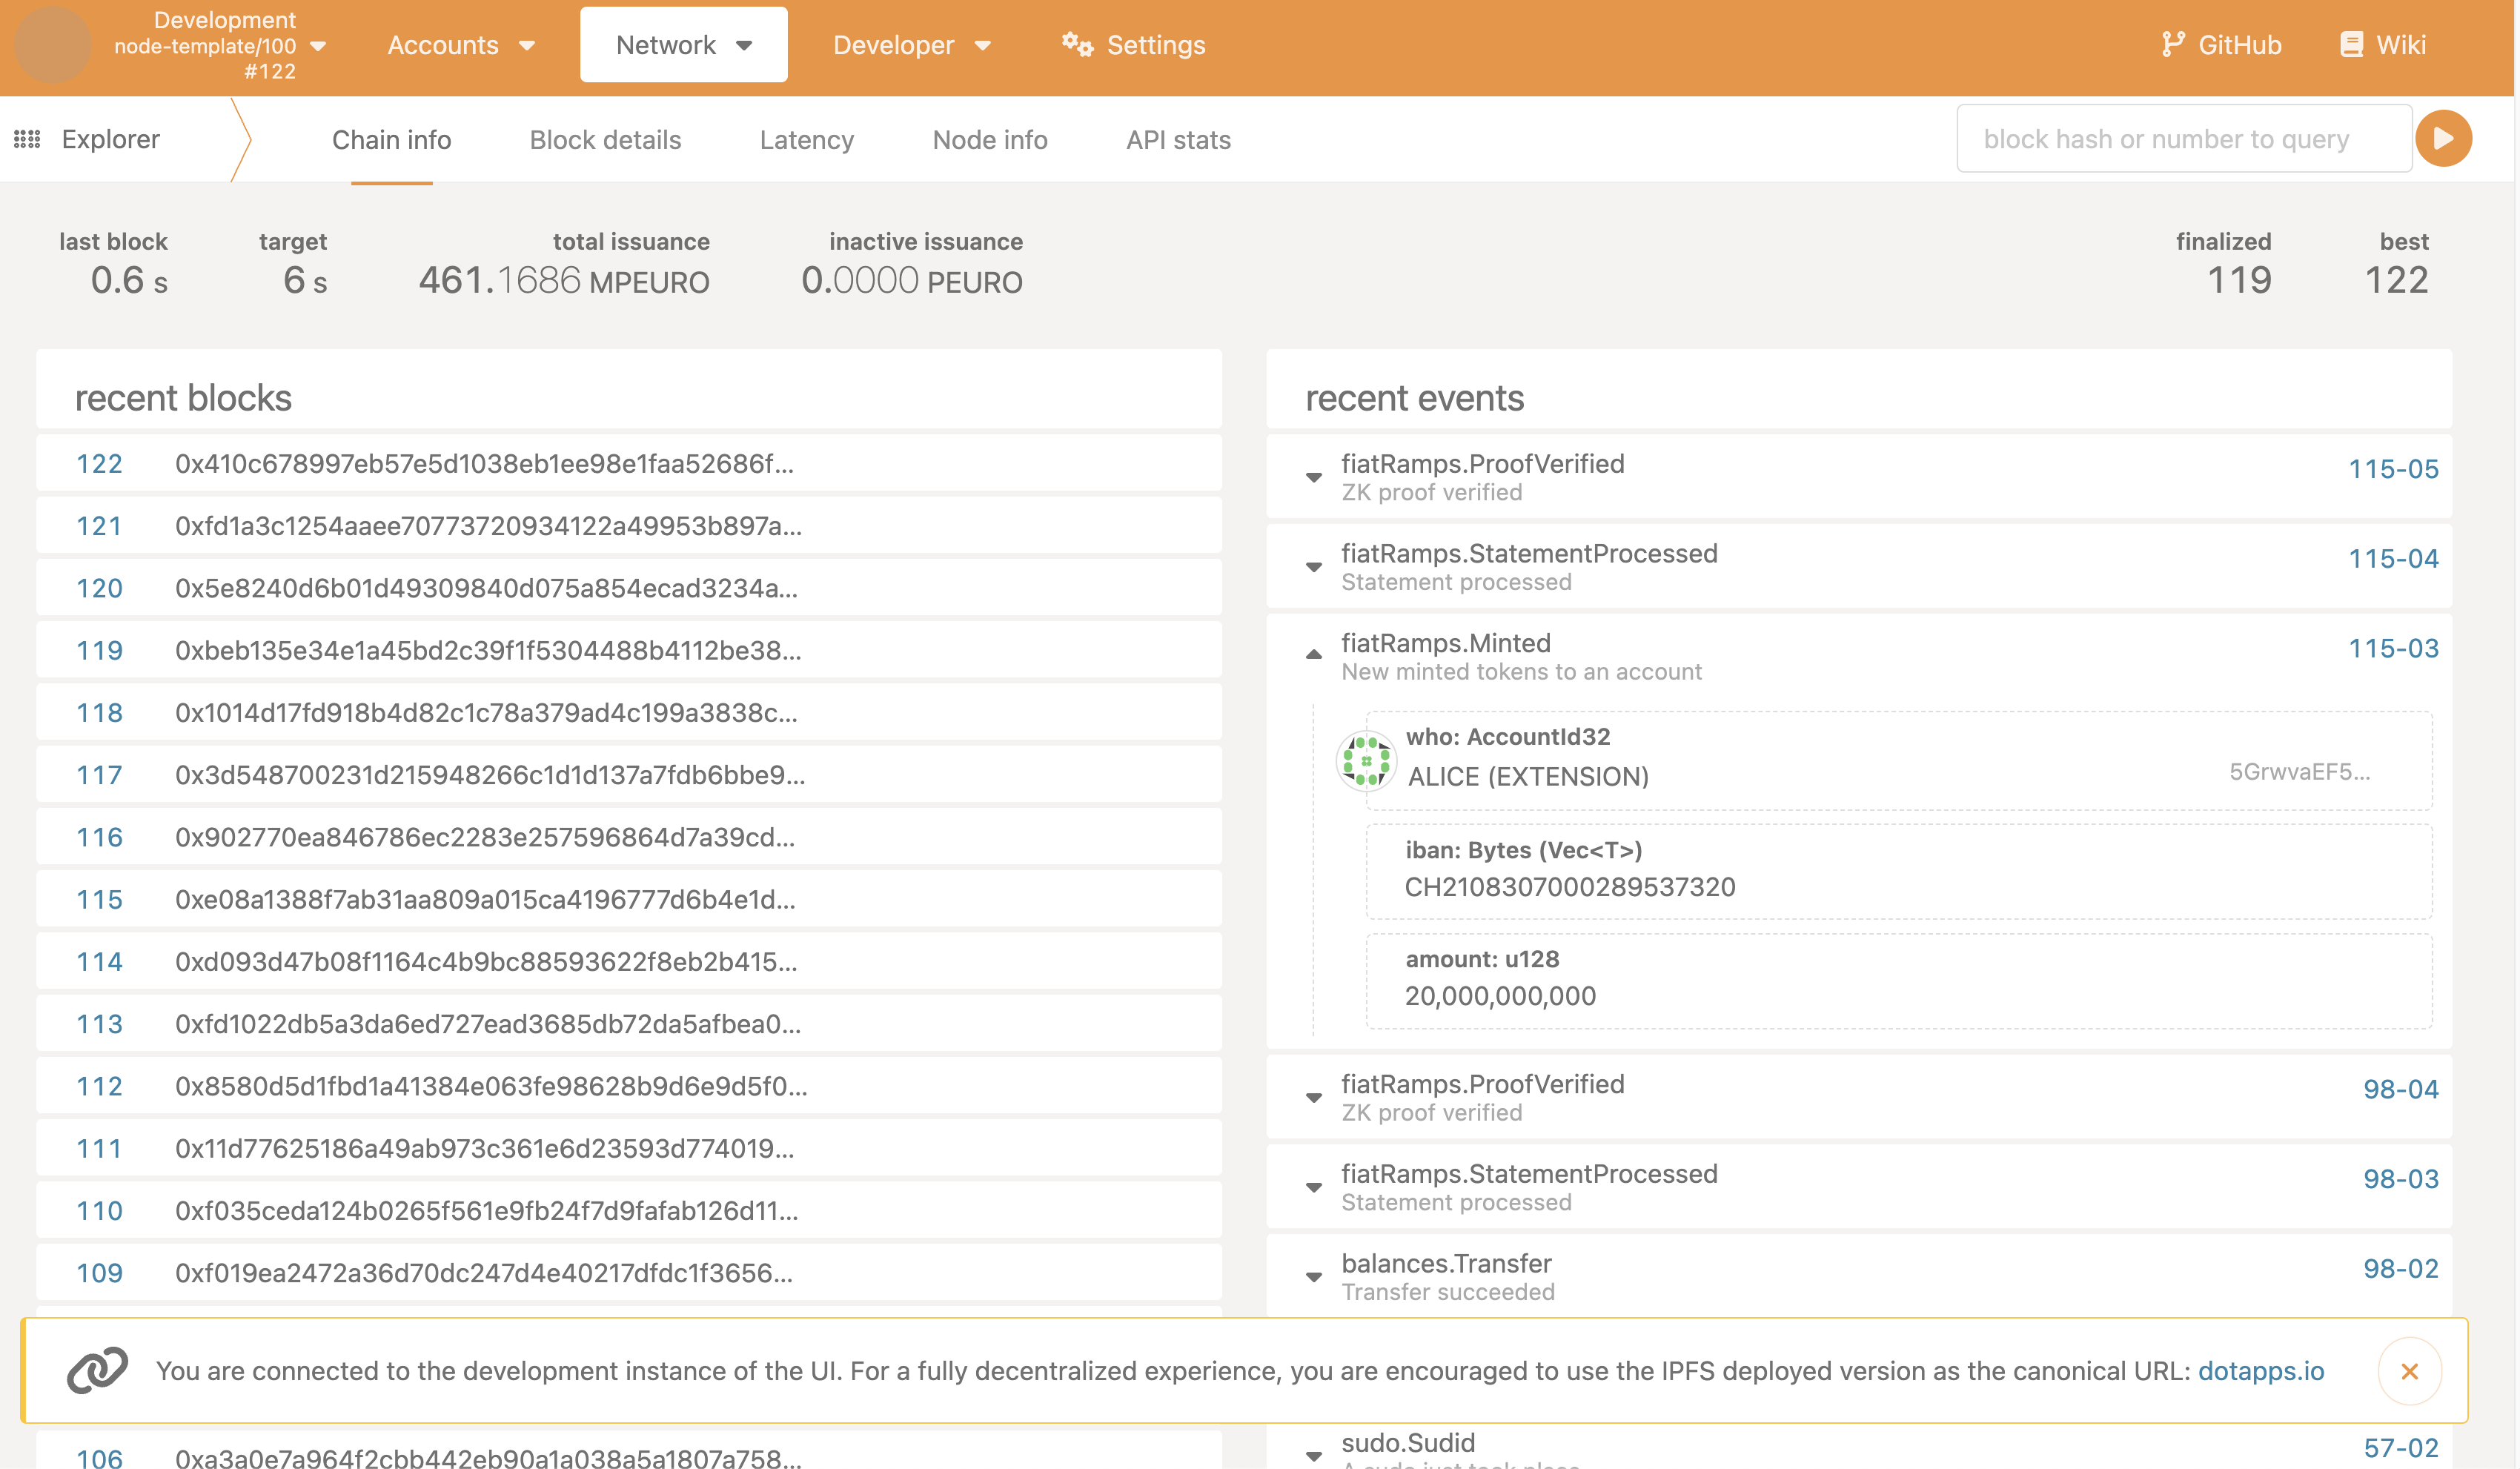 Development
node-template/100
#122
Accounts
Network
Developer
Settings
GitHub
Wiki
Explorer
Chain info
Block details
Latency
Node info
API stats
block hash or number to query
last block
0.6 s
target
6 s
total issuance
461.1686 MPEURO
inactive issuance
0.0000 PEURO
finalized
119
best
122
recent blocks
122 0x410c678997eb57e5d1038eb1ee98e1faa52686f...
121 0xfd1a3c1254aaee70773720934122a49953b897a...
120 0x5e8240d6b01d49309840d075a854ecad3234a...
119 0xbeb135e34e1a45bd2c39f1f5304488b4112be38...
118 0x1014d17fd918b4d82c1c78a379ad4c199a3838c...
117 0x3d548700231d215948266c1d1d137a7fdb6bbe9...
116 0x902770ea846786ec2283e257596864d7a39cd...
115 0xe08a1388f7ab31aa809a015ca4196777d6b4e1d...
114 0xd093d47b08f1164c4b9bc88593622f8eb2b415...
113 0xfd1022db5a3da6ed727ead3685db72da5afbea0...
112 0x8580d5d1fbd1a41384e063fe98628b9d6e9d5f0...
111 0x11d77625186a49ab973c361e6d23593d774019...
110 0xf035ceda124b0265f561e9fb24f7d9fafab126d11...
109 0xf019ea2472a36d70dc247d4e40217dfdc1f3656...
106 0xa3a0e7a964f2cbb442eb90a1a038a5a1807a758...
recent events
fiatRamps.ProofVerified 115-05
ZK proof verified
fiatRamps.StatementProcessed 115-04
Statement processed
fiatRamps.Minted 115-03
New minted tokens to an account
who: AccountId32
ALICE (EXTENSION) 5GrwvaEF5...
iban: Bytes (Vec<T>)
CH2108307000289537320
amount: u128
20,000,000,000
fiatRamps.ProofVerified 98-04
ZK proof verified
fiatRamps.StatementProcessed 98-03
Statement processed
balances.Transfer 98-02
Transfer succeeded
You are connected to the development instance of the UI. For a fully decentralized experience, you are encouraged to use the IPFS deployed version as the canonical URL: dotapps.io
sudo.Sudid 57-02
A sudo just took place